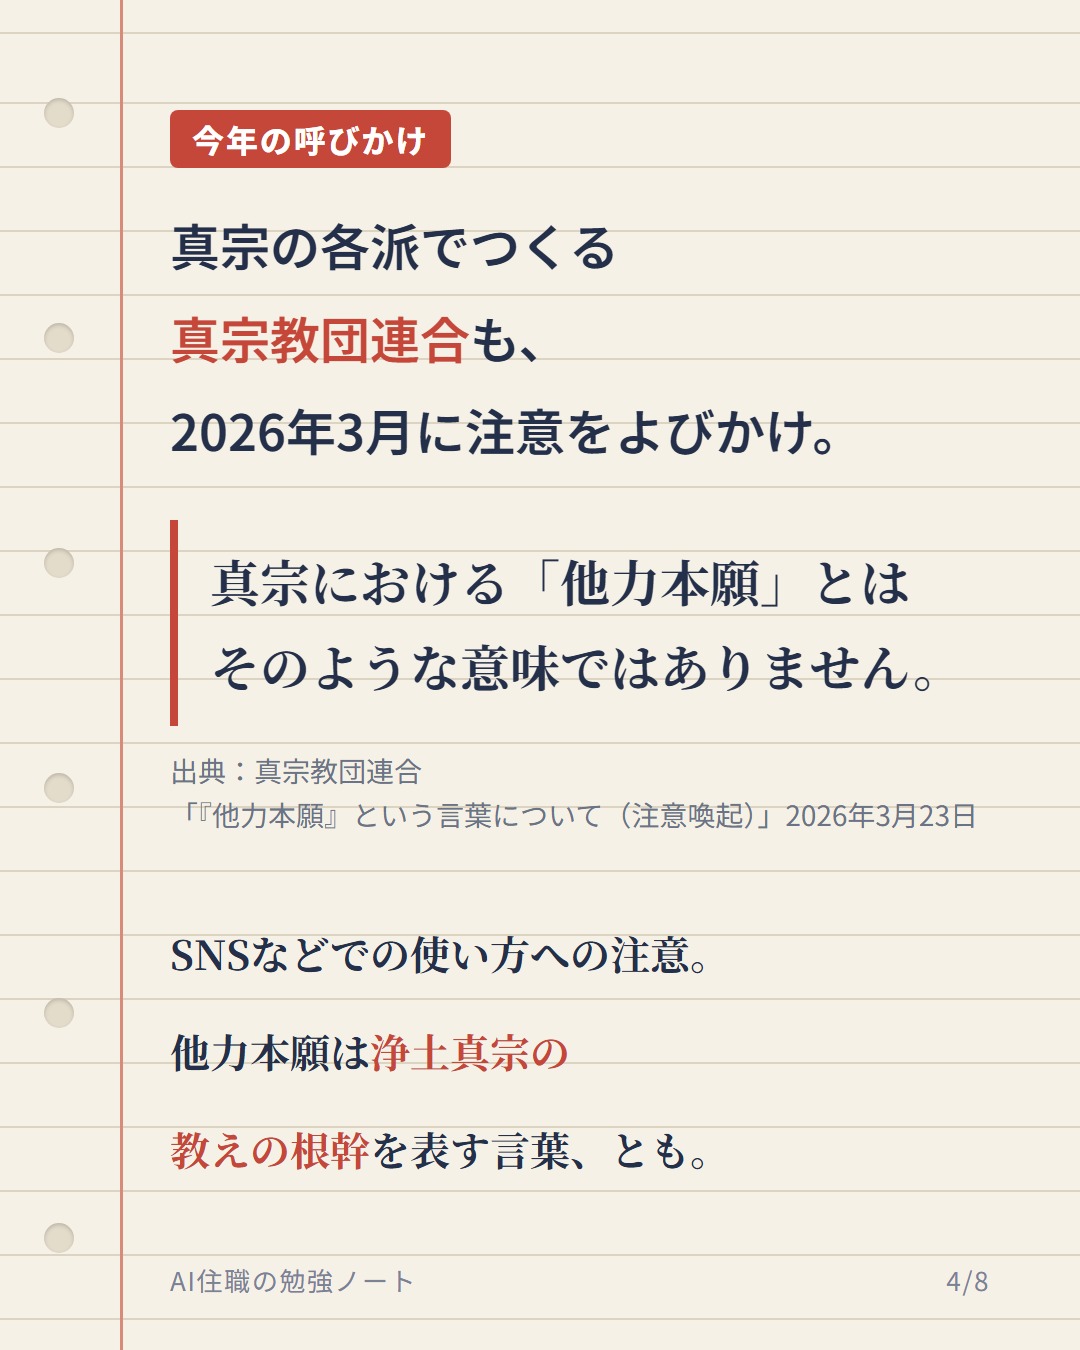 今年の呼びかけ
真宗の各派でつくる
真宗教団連合も、
2026年3月に注意をよびかけ。
真宗における「他力本願」とは
そのような意味ではありません。
出典：真宗教団連合
「『他力本願』という言葉について（注意喚起）」2026年3月23日
SNSなどでの使い方への注意。
他力本願は浄土真宗の
教えの根幹を表す言葉、とも。
AI住職の勉強ノート
4/8